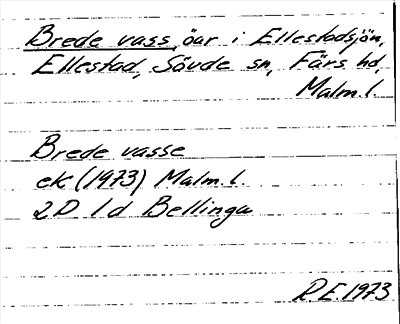 Brede vass, öar i Ellestadsjön,
Ellestad, Sövde sn, Färs hd,
Malm. l.
Brede vasse
ek (1973) Malm. l.
2D 1d Bellinga
R.E. 1973